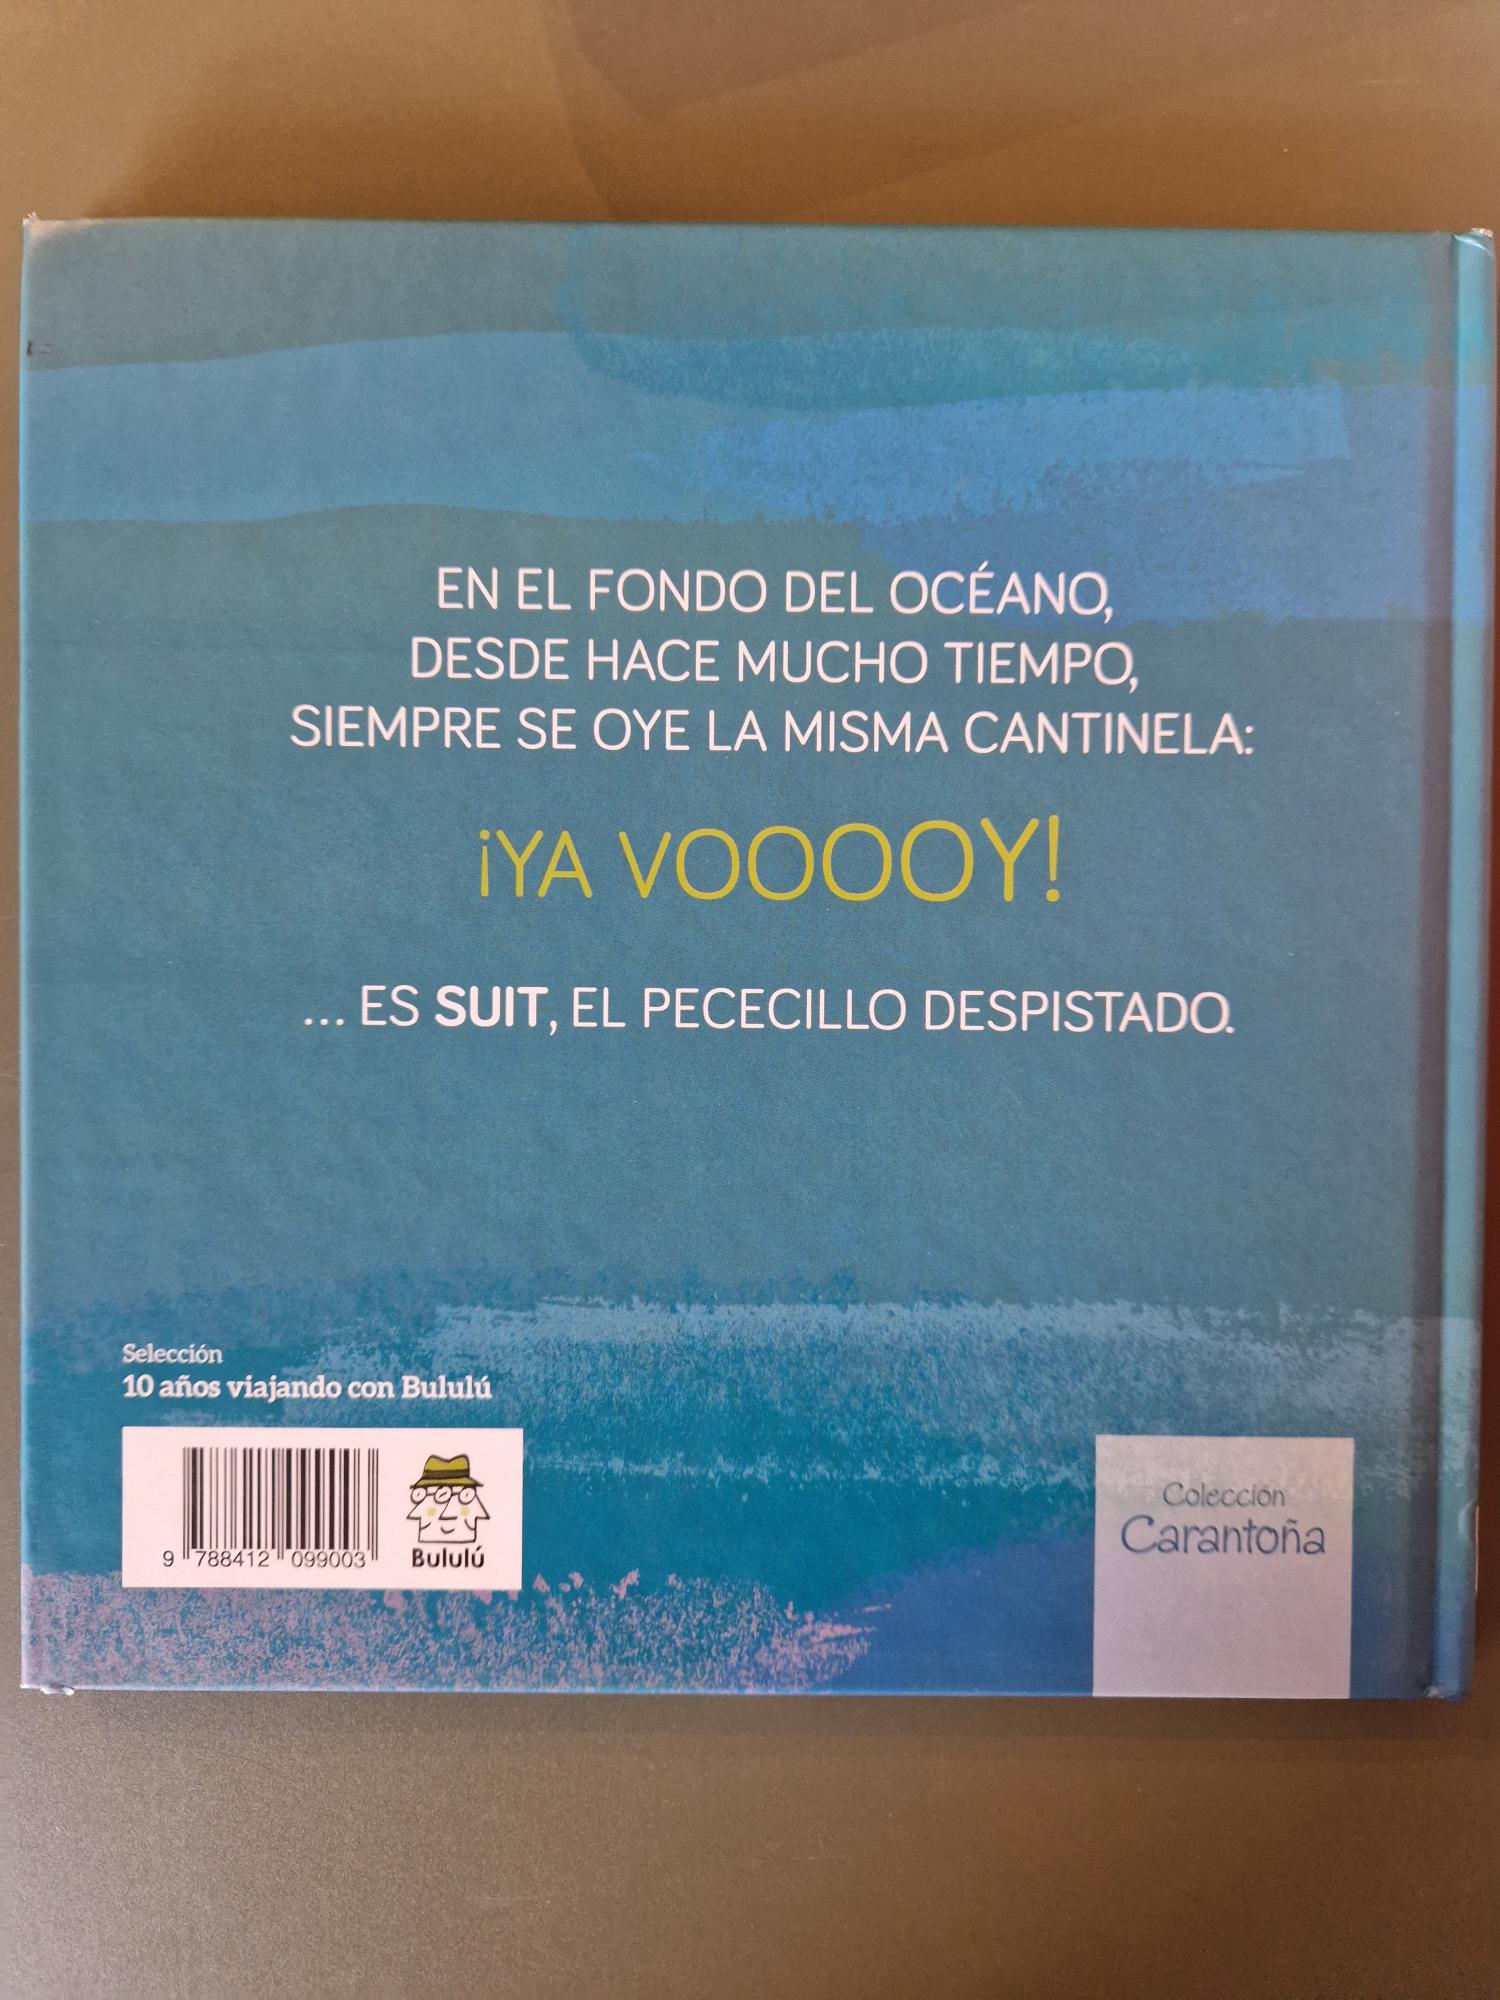 EN EL FONDO DEL OCÉANO,
DESDE HACE MUCHO TIEMPO,
SIEMPRE SE OYE LA MISMA CANTINELA:
¡YA VOOOOY!
... ES SUIT, EL PECECILLO DESPISTADO.
Selección
10 años viajando con Bululú
9 788412 099003
Bululú
Colección
Carantoña